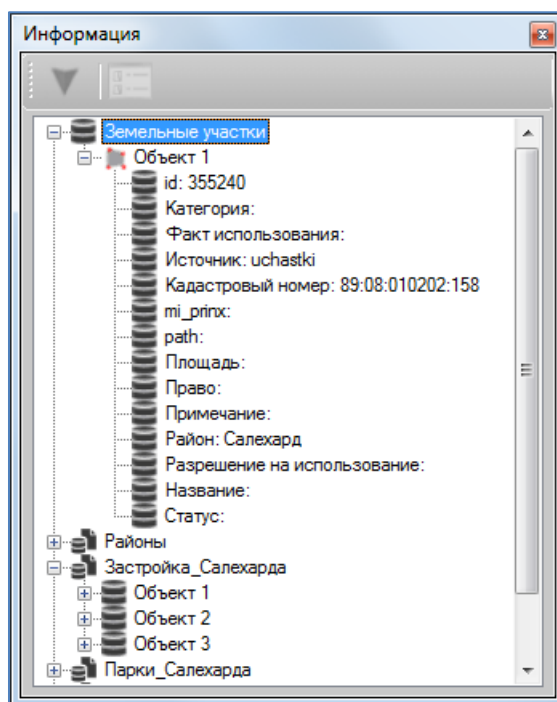 Информация
Земельные участки
Объект 1
id: 355240
Категория:
Факт использования:
Источник: uchastki
Кадастровый номер: 89:08:010202:158
mi_prinx:
path:
Площадь:
Право:
Примечание:
Район: Салехард
Разрешение на использование:
Название:
Статус:
Районы
Застройка_Салехарда
Объект 1
Объект 2
Объект 3
Парки_Салехарда